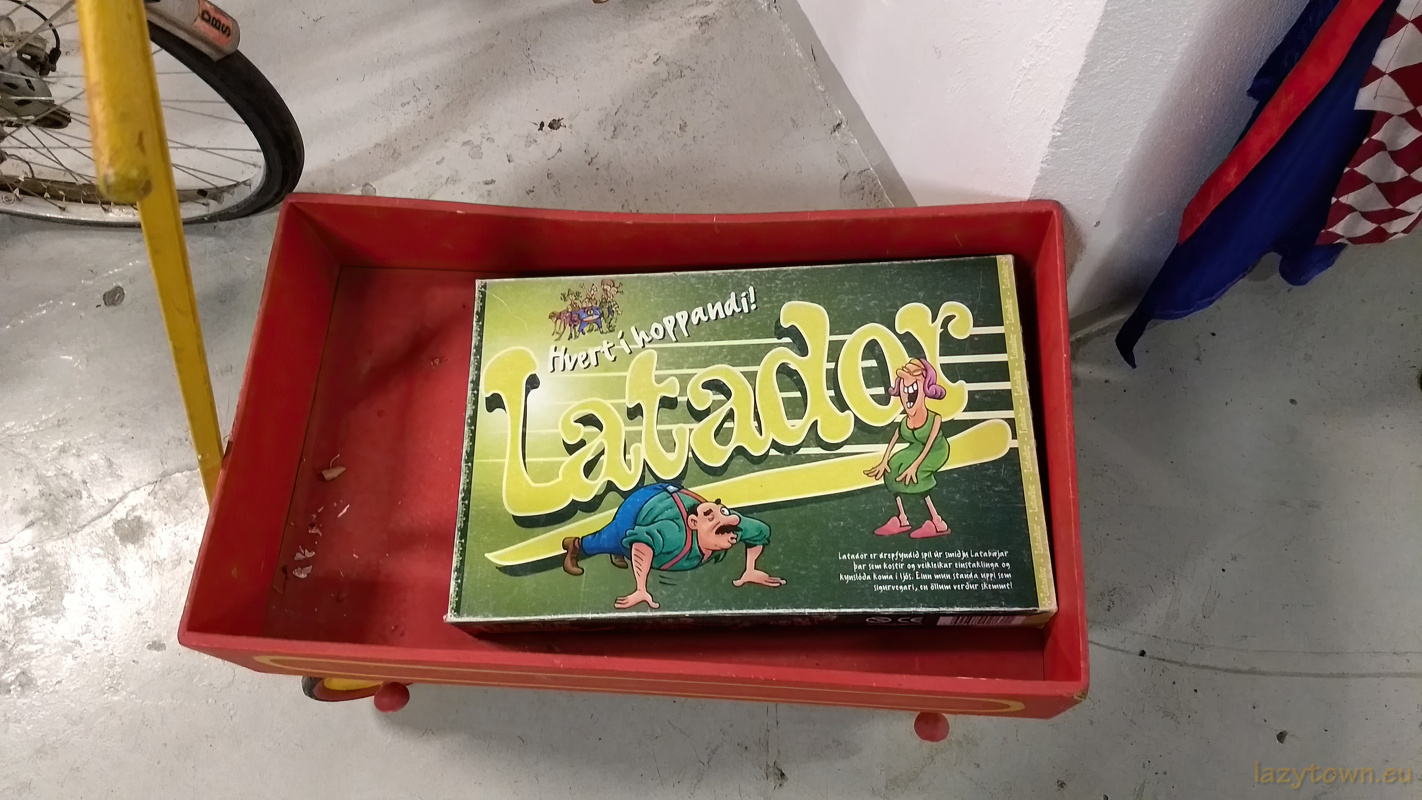 Hvert í hoppandi!
Latador
Latador er drepfyndið spil úr smiðju Latabæjar
þar sem kostir og veikleikar einstaklinga og
kynslóða koma í ljós. Einn mun standa uppi sem
sigurvegari, en öllum verður skemmt!
CE
DBS
lazytown.eu